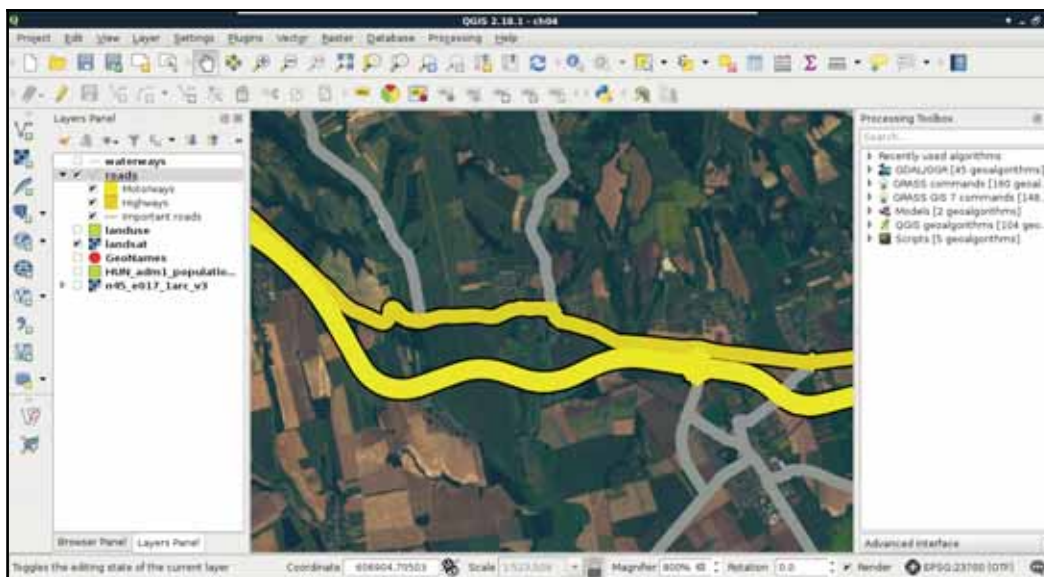 QGIS 2.18.1 - ch04
Project Edit View Layer Settings Plugins Vector Raster Database Processing Help
Layers Panel
waterways
roads
Motorways
Highways
Important roads
landuse
landsat
GeoNames
HUN_adm1_populatio...
n45_e017_1arc_v3
Browser Panel
Layers Panel
Processing Toolbox
Search...
Recently used algorithms
GDAL/OGR [45 geoalgorithms]
GRASS commands [160 geoal...
GRASS GIS 7 commands [148...
Models [2 geoalgorithms]
QGIS geoalgorithms [104 geo...
Scripts [5 geoalgorithms]
Advanced interface
Toggles the editing state of the current layer
Coordinate
Scale
Magnifier 800%
Rotation 0.0
Render
EPSG:23700 (OTF)